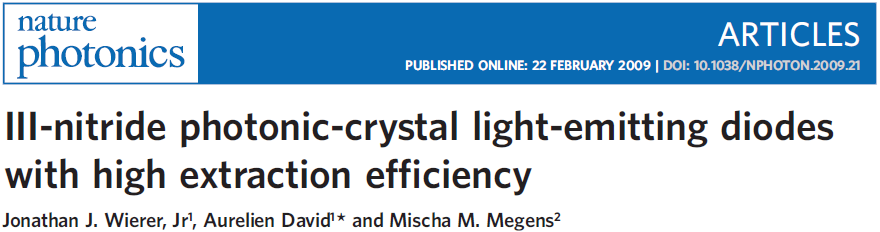 nature
photonics
ARTICLES
PUBLISHED ONLINE: 22 FEBRUARY 2009 | DOI: 10.1038/NPHOTON.2009.21
III-nitride photonic-crystal light-emitting diodes
with high extraction efficiency
Jonathan J. Wierer, Jr¹, Aurelien David¹* and Mischa M. Megens²